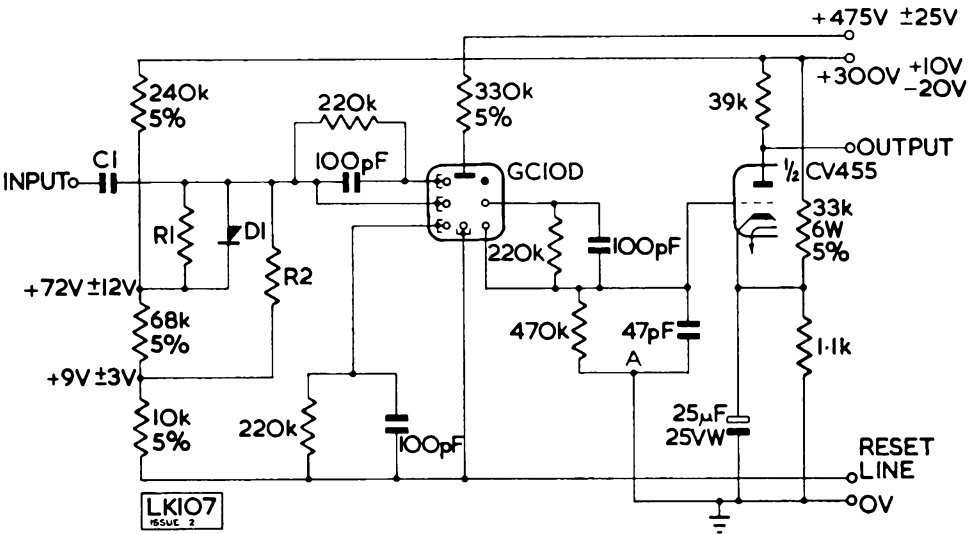 +475V ±25V
+300V +10V
-20V
240k
5%
220k
330k
5%
39k
C1
INPUT
100pF
GC10D
OUTPUT
½ CV455
33k
6W
5%
R1
D1
R2
220k
100pF
+72V ±12V
68k
5%
470k
47pF
A
1.1k
+9V ±3V
10k
5%
220k
100pF
25µF
25VW
RESET
LINE
0V
LK107
ISSUE 2